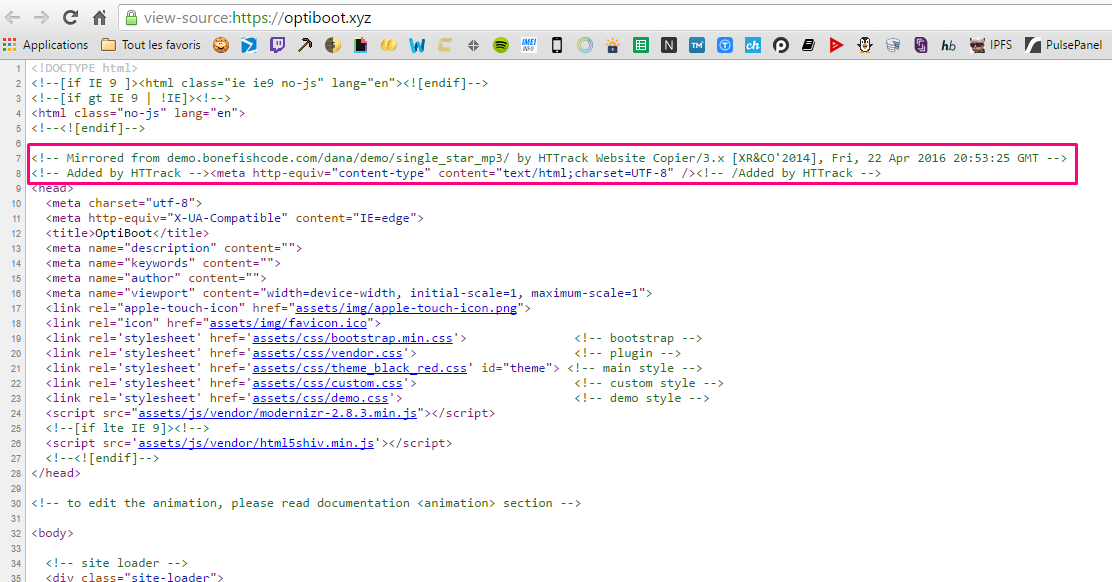 view-source:https://optiboot.xyz
Applications Tout les favoris IMEI INFO N TM T ch hb IPFS PulsePanel
1 <!DOCTYPE html>
2 <!--[if IE 9 ]><html class="ie ie9 no-js" lang="en"><![endif]-->
3 <!--[if gt IE 9 | !IE]><!-->
4 <html class="no-js" lang="en">
5 <!--<![endif]-->
6
7 <!-- Mirrored from demo.bonefishcode.com/dana/demo/single_star_mp3/ by HTTrack Website Copier/3.x [XR&CO'2014], Fri, 22 Apr 2016 20:53:25 GMT -->
8 <!-- Added by HTTrack --><meta http-equiv="content-type" content="text/html;charset=UTF-8" /><!-- /Added by HTTrack -->
9 <head>
10 <meta charset="utf-8">
11 <meta http-equiv="X-UA-Compatible" content="IE=edge">
12 <title>OptiBoot</title>
13 <meta name="description" content="">
14 <meta name="keywords" content="">
15 <meta name="author" content="">
16 <meta name="viewport" content="width=device-width, initial-scale=1, maximum-scale=1">
17 <link rel="apple-touch-icon" href="assets/img/apple-touch-icon.png">
18 <link rel="icon" href="assets/img/favicon.ico">
19 <link rel='stylesheet' href='assets/css/bootstrap.min.css'> <!-- bootstrap -->
20 <link rel='stylesheet' href='assets/css/vendor.css'> <!-- plugin -->
21 <link rel='stylesheet' href='assets/css/theme_black_red.css' id="theme"> <!-- main style -->
22 <link rel='stylesheet' href='assets/css/custom.css'> <!-- custom style -->
23 <link rel='stylesheet' href='assets/css/demo.css'> <!-- demo style -->
24 <script src="assets/js/vendor/modernizr-2.8.3.min.js"></script>
25 <!--[if lte IE 9]><!-->
26 <script src='assets/js/vendor/html5shiv.min.js'></script>
27 <!--<![endif]-->
28 </head>
29
30 <!-- to edit the animation, please read documentation <animation> section -->
31
32 <body>
33
34 <!-- site loader -->
35 <div class="site-loader">